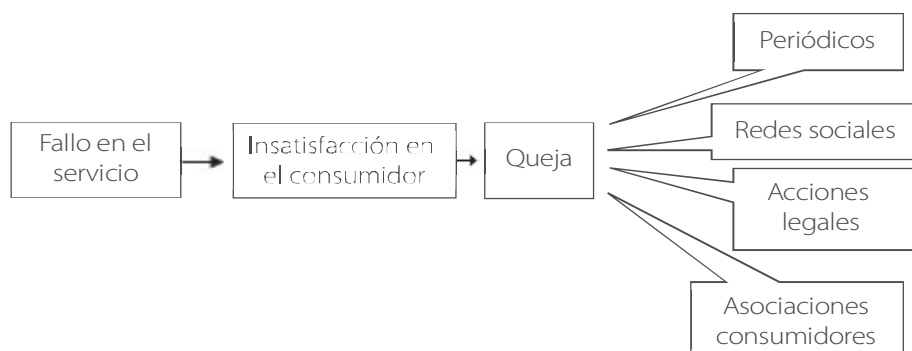 Periódicos
Redes sociales
Fallo en el
servicio
Insatisfacción en
el consumidor
Queja
Acciones
legales
Asociaciones
consumidores